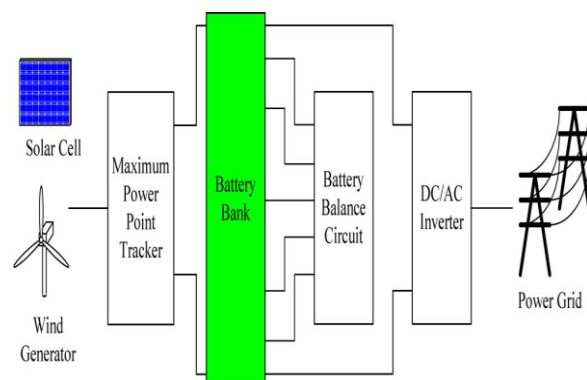 Solar Cell
Wind
Generator
Maximum
Power
Point
Tracker
Battery
Bank
Battery
Balance
Circuit
DC/AC
Inverter
Power Grid